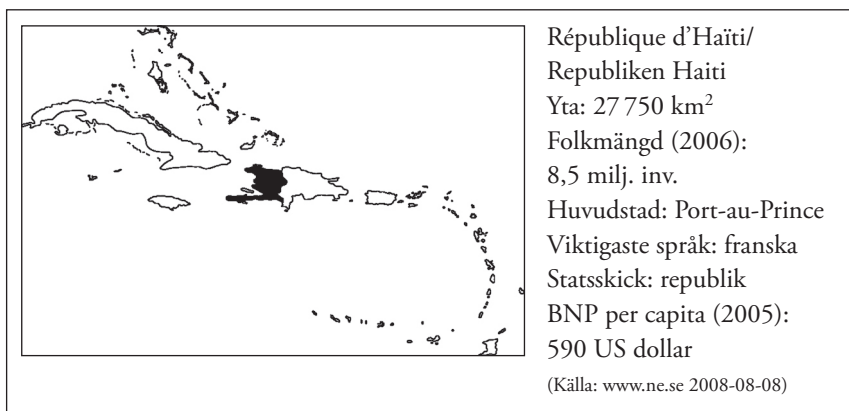 République d’Haïti/
Republiken Haiti
Yta: 27 750 km²
Folkmängd (2006):
8,5 milj. inv.
Huvudstad: Port-au-Prince
Viktigaste språk: franska
Statsskick: republik
BNP per capita (2005):
590 US dollar
(Källa: www.ne.se 2008-08-08)